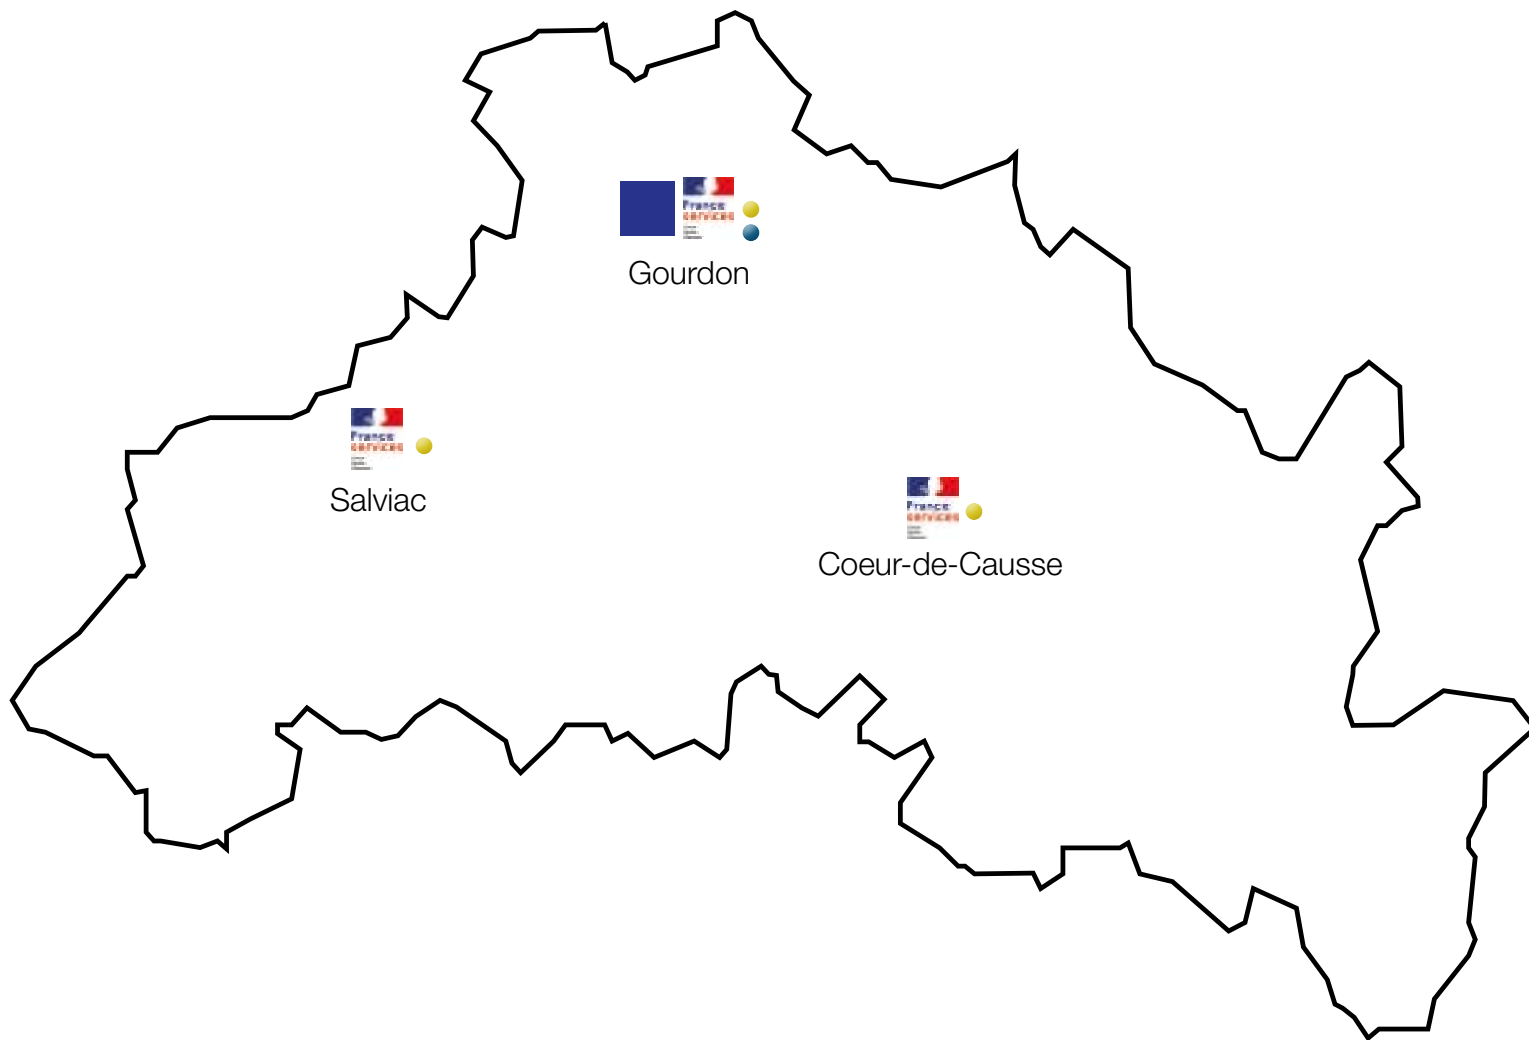 France
services
Gourdon
France
services
Salviac
France
services
Coeur-de-Causse